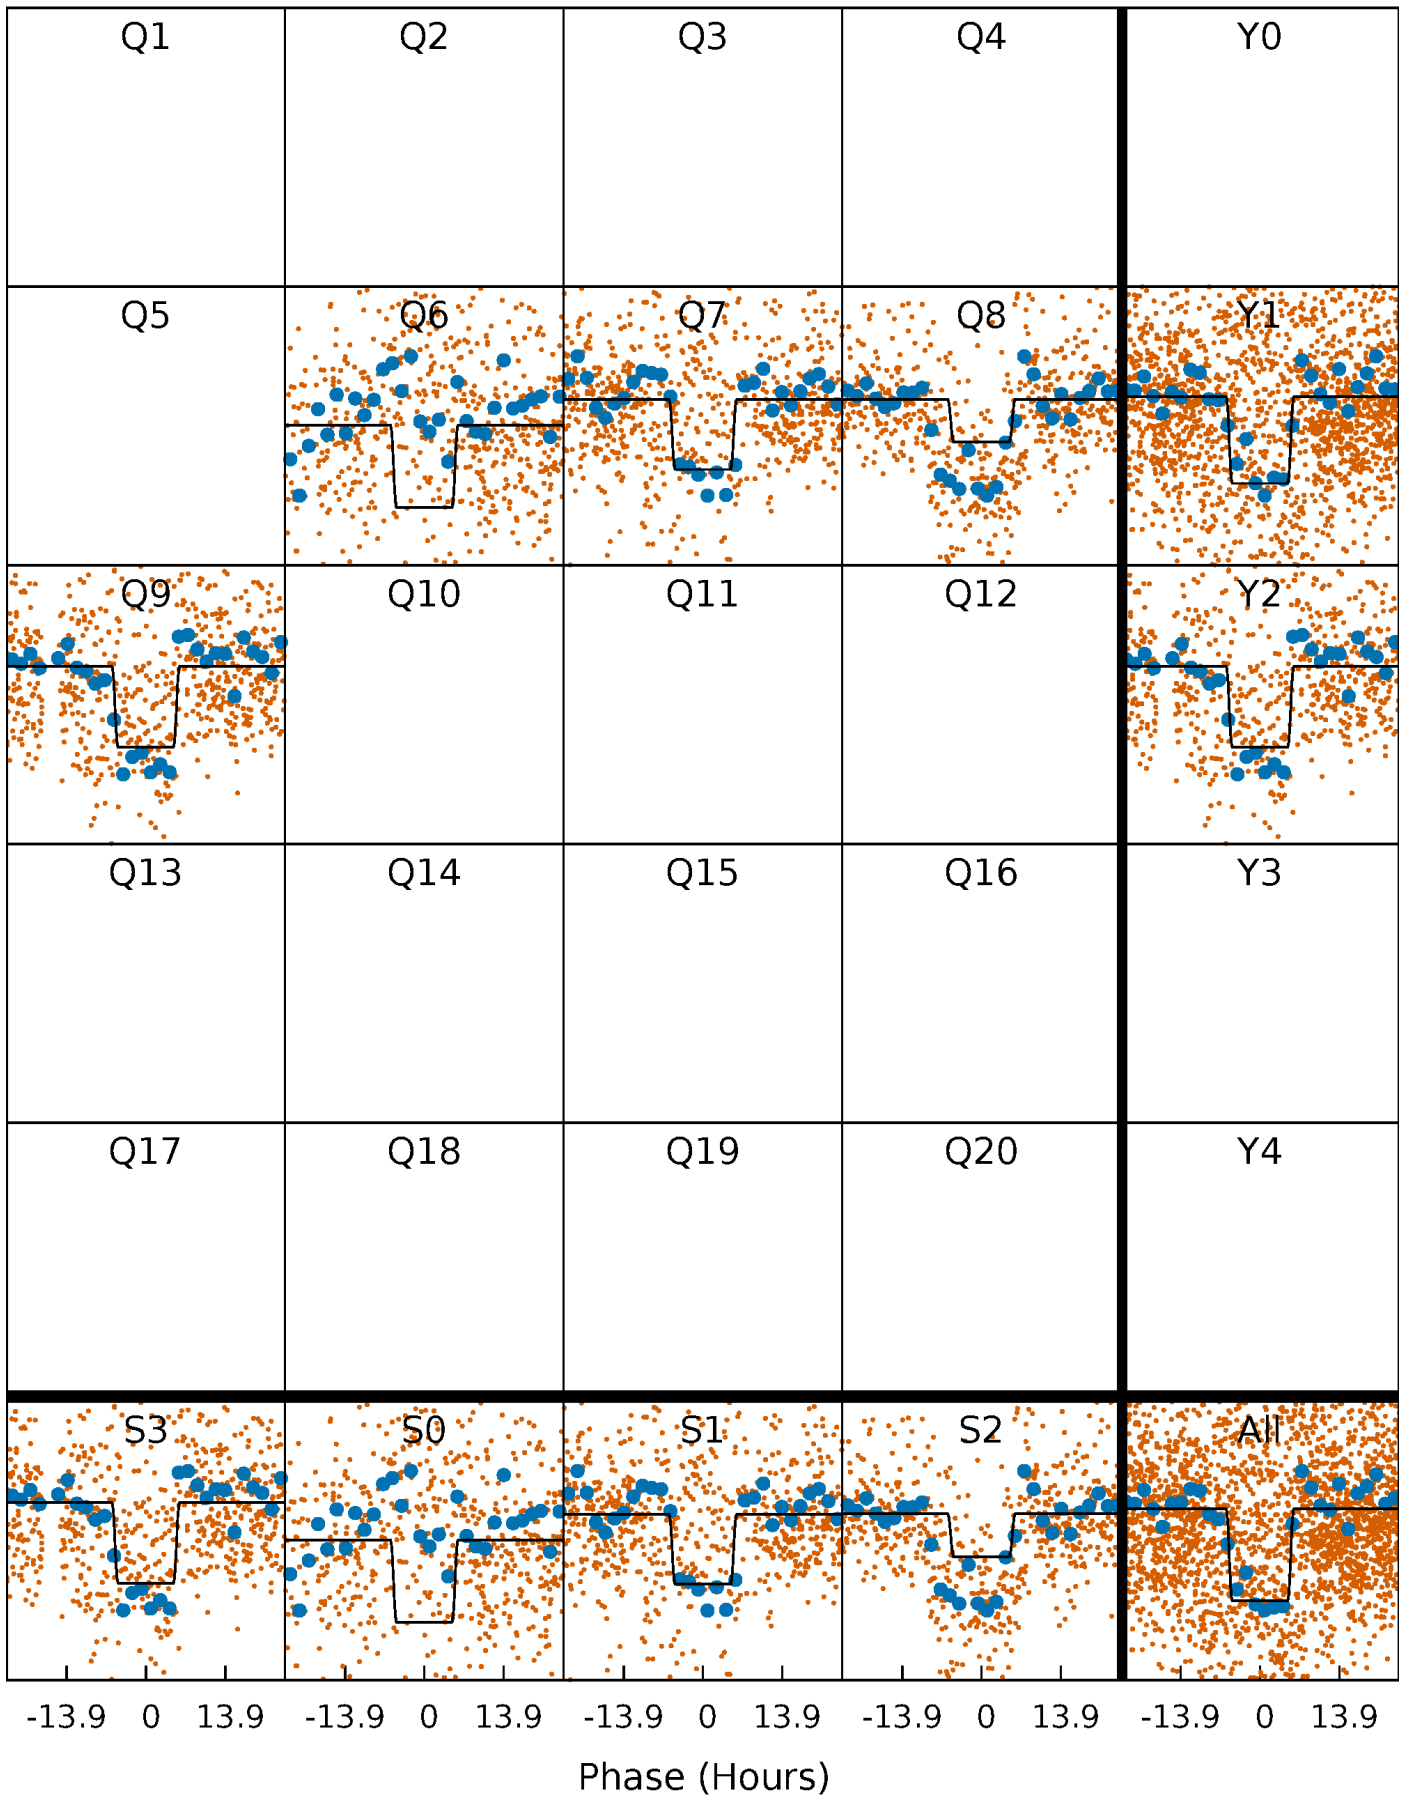 Q1 Q2 Q3 Q4 Y0
Q5 Q6 Q7 Q8 Y1
Q9 Q10 Q11 Q12 Y2
Q13 Q14 Q15 Q16 Y3
Q17 Q18 Q19 Q20 Y4
S3 S0 S1 S2 All
-13.9 0 13.9 -13.9 0 13.9 -13.9 0 13.9 -13.9 0 13.9 -13.9 0 13.9
Phase (Hours)